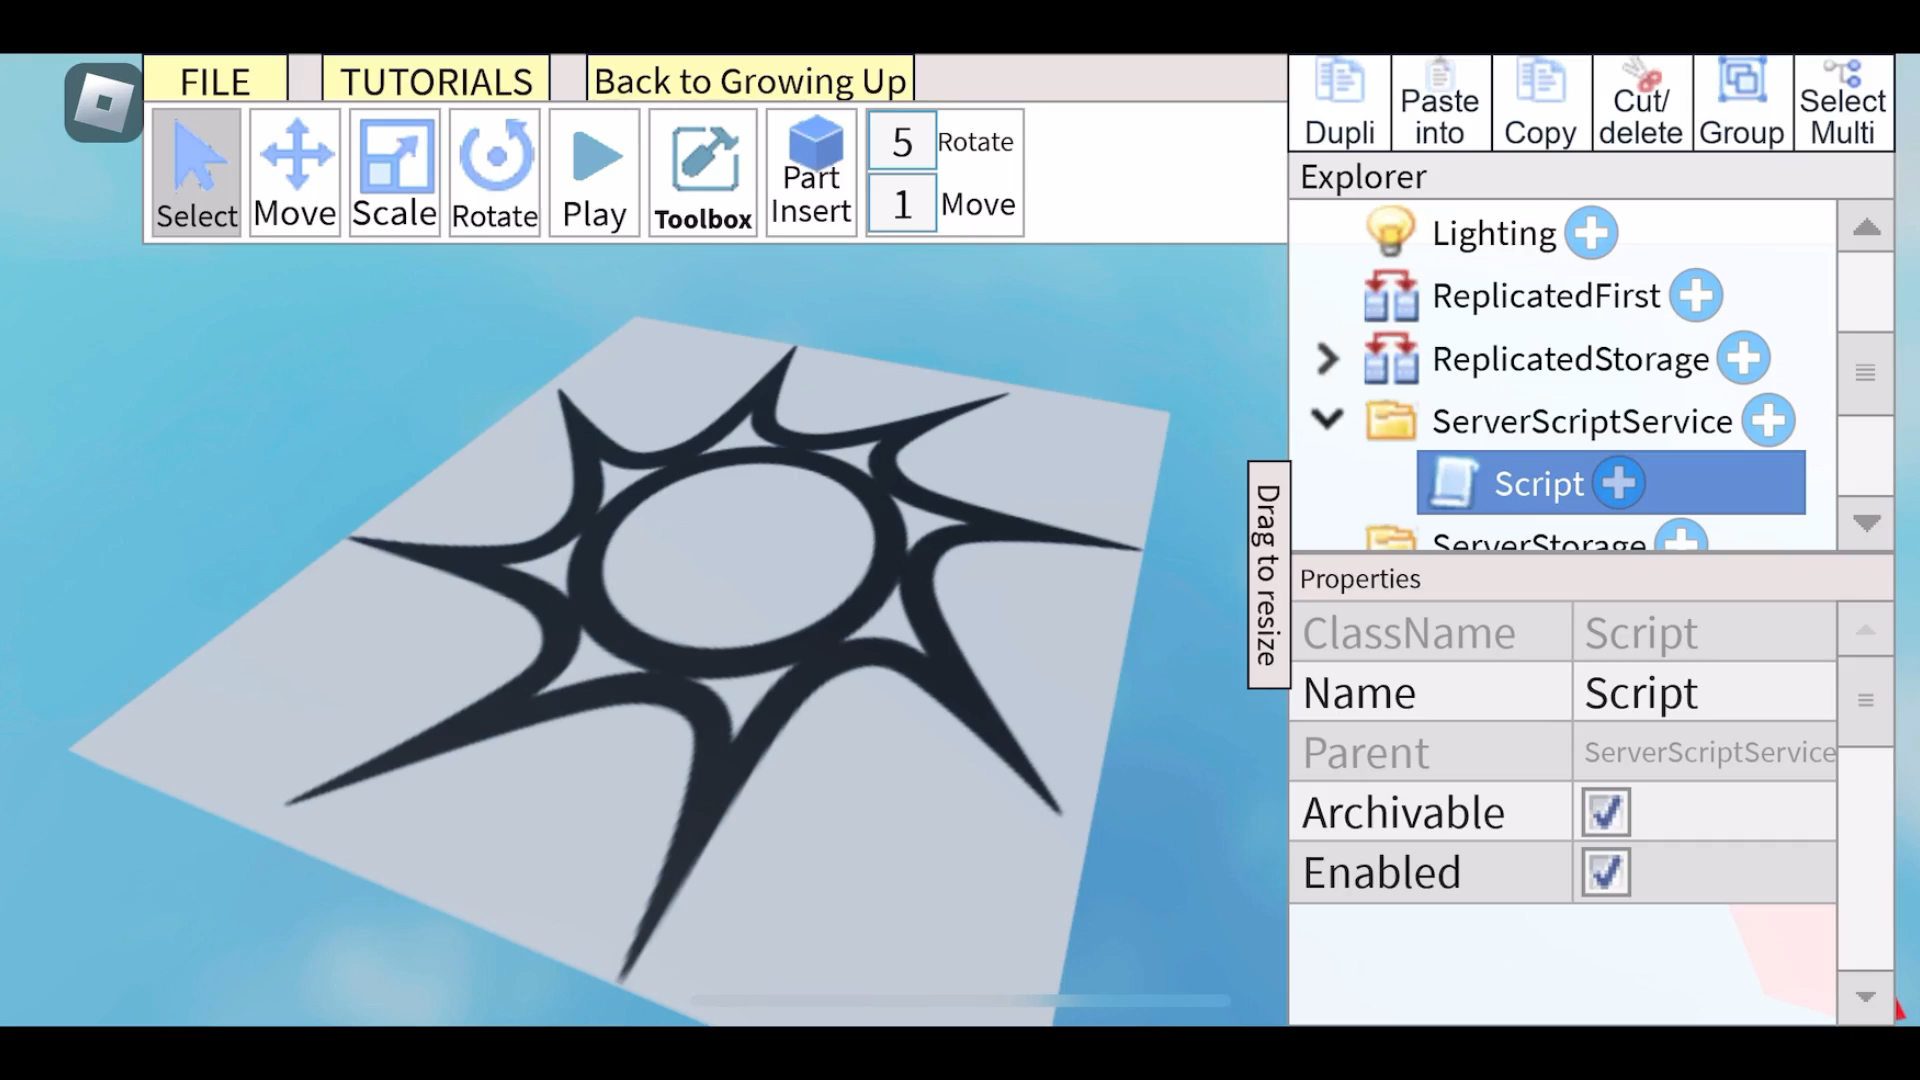 FILE
TUTORIALS
Back to Growing Up
Select
Move
Scale
Rotate
Play
Toolbox
Part
Insert
5 Rotate
1 Move
Dupli
Paste
into
Copy
Cut/
delete
Group
Select
Multi
Explorer
Lighting
ReplicatedFirst
ReplicatedStorage
ServerScriptService
Script
ServerStorage
Drag to resize
Properties
ClassName Script
Name Script
Parent ServerScriptService
Archivable
Enabled